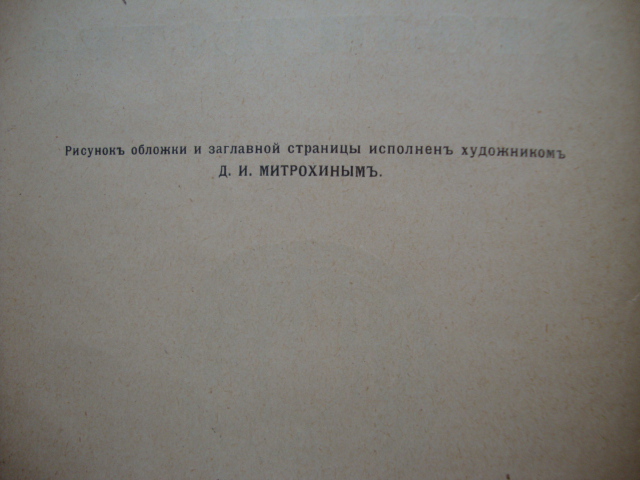 Рисунокъ обложки и заглавной страницы исполненъ художникомъ
Д. И. МИТРОХИНЫМЪ.